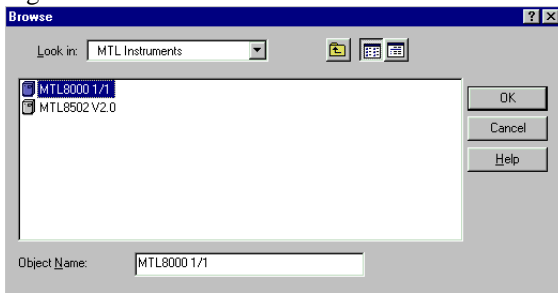 Browse
Look in: MTL Instruments
MTL8000 1/1
MTL8502 V2.0
OK
Cancel
Help
Object Name: MTL8000 1/1